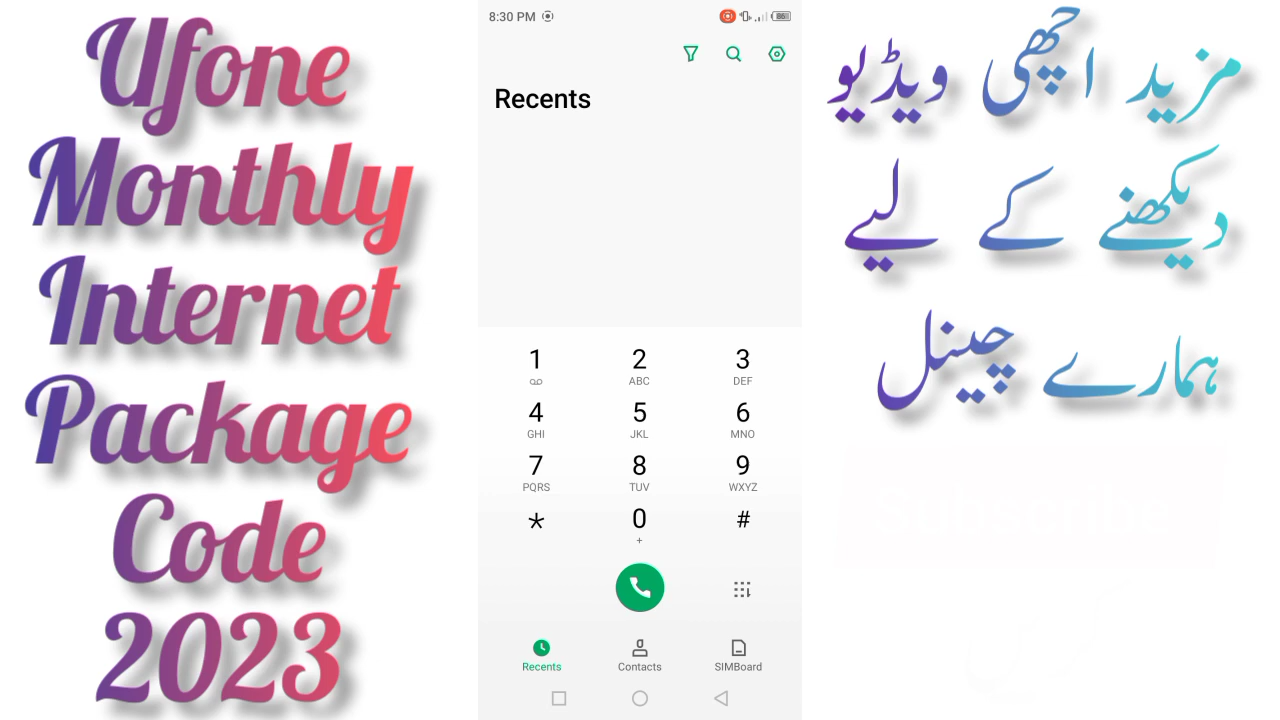 Ufone
Monthly
Internet
Package
Code
2023
8:30 PM
86
Recents
1
2
ABC
3
DEF
4
GHI
5
JKL
6
MNO
7
PQRS
8
TUV
9
WXYZ
*
0
+
#
Recents
Contacts
SIMBoard
مزید اچھی ویڈیو
دیکھنے کے لیے
ہمارے چینل